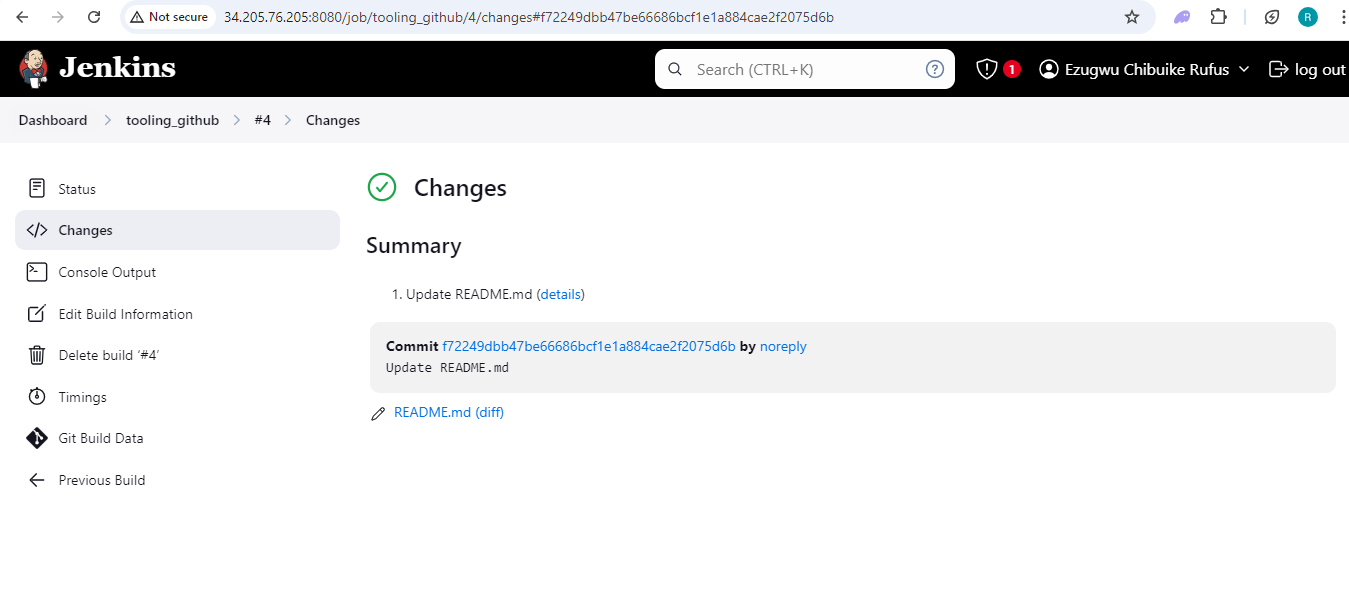 Not secure 34.205.76.205:8080/job/tooling_github/4/changes#f72249dbb47be66686bcf1e1a884cae2f2075d6b R
Jenkins Search (CTRL+K) ? 1 Ezugwu Chibuike Rufus log out
Dashboard tooling_github #4 Changes
Status
Changes
Console Output
Edit Build Information
Delete build ‘#4’
Timings
Git Build Data
Previous Build
Changes
Summary
1. Update README.md (details)
Commit f72249dbb47be66686bcf1e1a884cae2f2075d6b by noreply
Update README.md
README.md (diff)